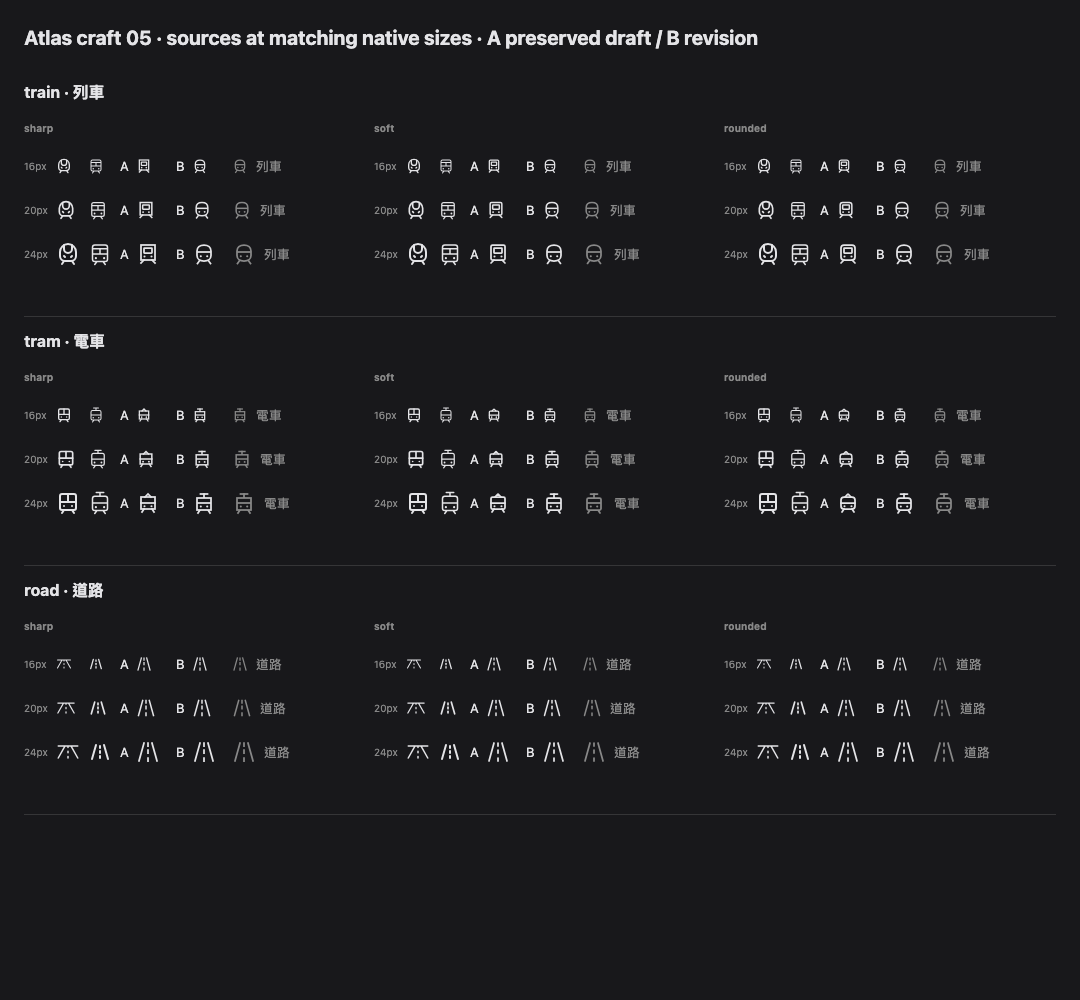 Atlas craft 05 · sources at matching native sizes · A preserved draft / B revision
train · 列車
sharp soft rounded
16px A B 列車 16px A B 列車 16px A B 列車
20px A B 列車 20px A B 列車 20px A B 列車
24px A B 列車 24px A B 列車 24px A B 列車
tram · 電車
sharp soft rounded
16px A B 電車 16px A B 電車 16px A B 電車
20px A B 電車 20px A B 電車 20px A B 電車
24px A B 電車 24px A B 電車 24px A B 電車
road · 道路
sharp soft rounded
16px A B 道路 16px A B 道路 16px A B 道路
20px A B 道路 20px A B 道路 20px A B 道路
24px A B 道路 24px A B 道路 24px A B 道路